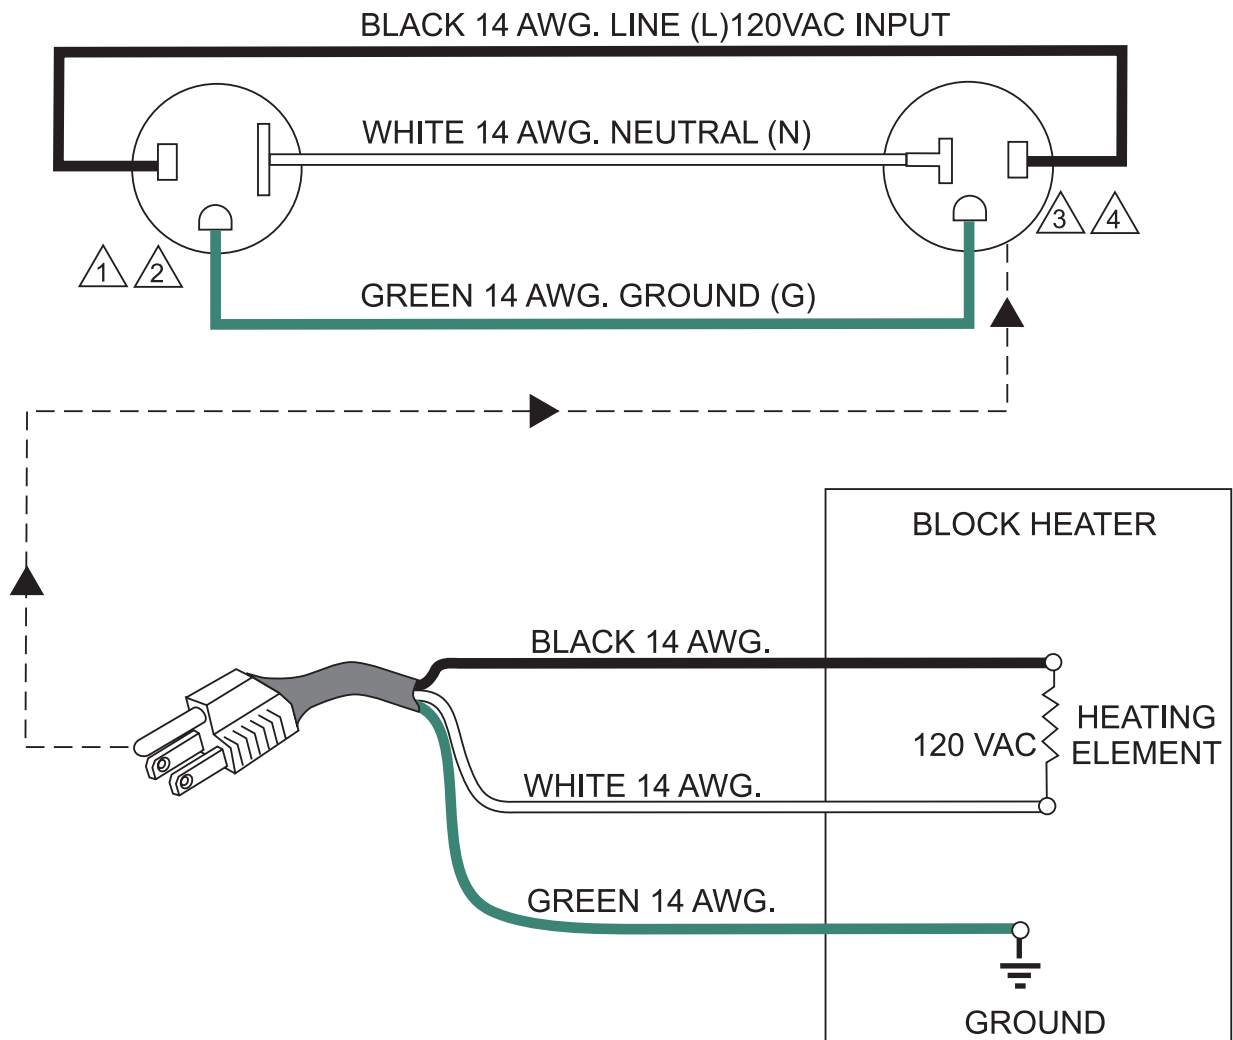 BLACK 14 AWG. LINE (L)120VAC INPUT
WHITE 14 AWG. NEUTRAL (N)
1 2
3 4
GREEN 14 AWG. GROUND (G)
BLOCK HEATER
BLACK 14 AWG.
120 VAC
HEATING
ELEMENT
WHITE 14 AWG.
GREEN 14 AWG.
GROUND